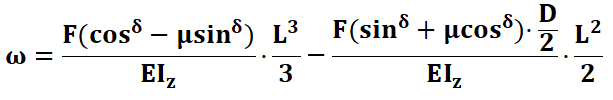 ω = F(cos^δ − μsin^δ)/EI_z · L^3/3 − F(sin^δ + μcos^δ)·D/2/EI_z · L^2/2